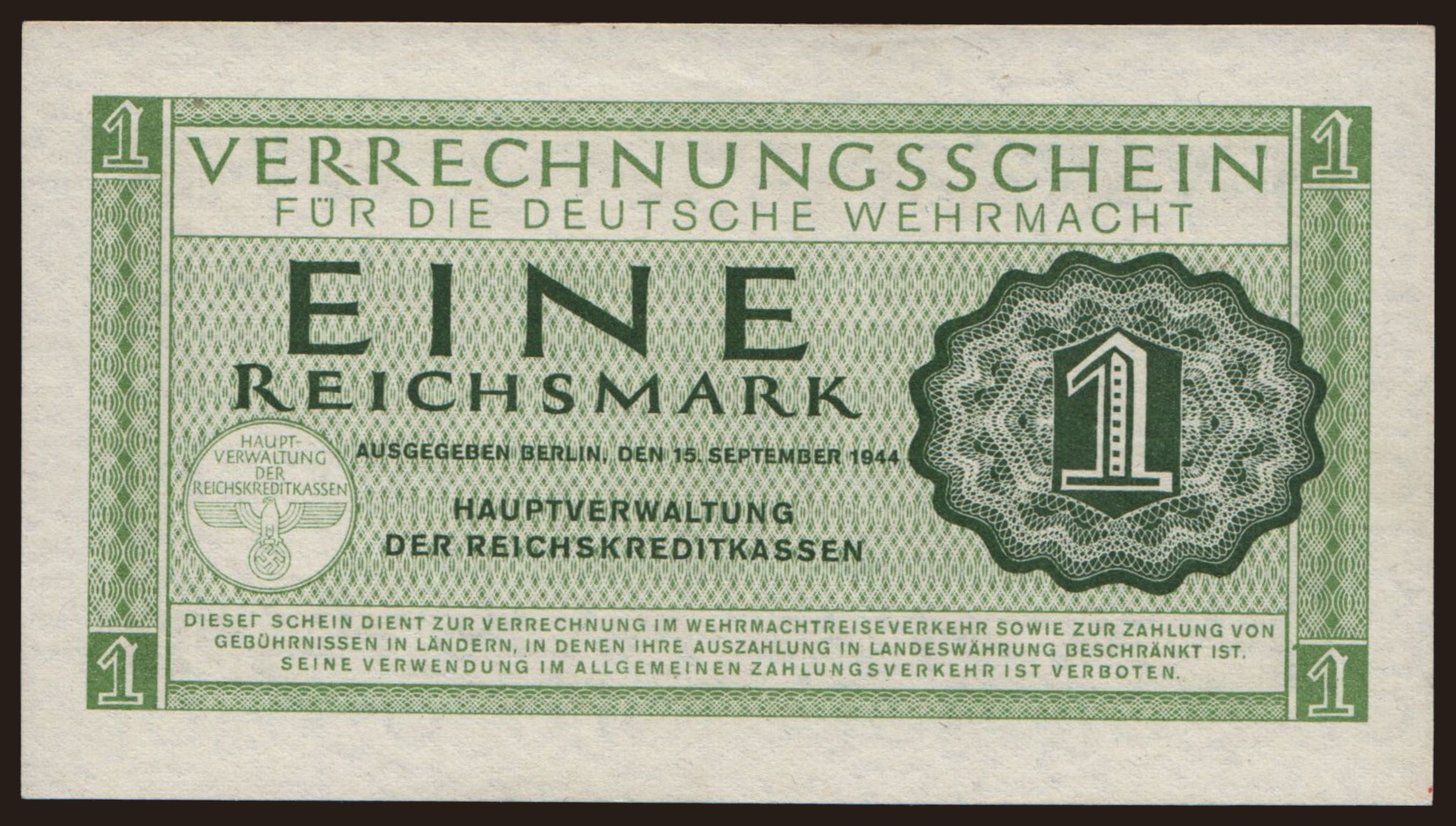 1
1
VERRECHNUNGSSCHEIN
FÜR DIE DEUTSCHE WEHRMACHT
EINE
REICHSMARK
1
HAUPT-
VERWALTUNG
DER
REICHSKREDITKASSEN
AUSGEGEBEN BERLIN, DEN 15. SEPTEMBER 1944
HAUPTVERWALTUNG
DER REICHSKREDITKASSEN
DIESER SCHEIN DIENT ZUR VERRECHNUNG IM WEHRMACHTREISEVERKEHR SOWIE ZUR ZAHLUNG VON
GEBÜHRNISSEN IN LÄNDERN, IN DENEN IHRE AUSZAHLUNG IN LANDESWÄHRUNG BESCHRÄNKT IST.
SEINE VERWENDUNG IM ALLGEMEINEN ZAHLUNGSVERKEHR IST VERBOTEN.
1
1